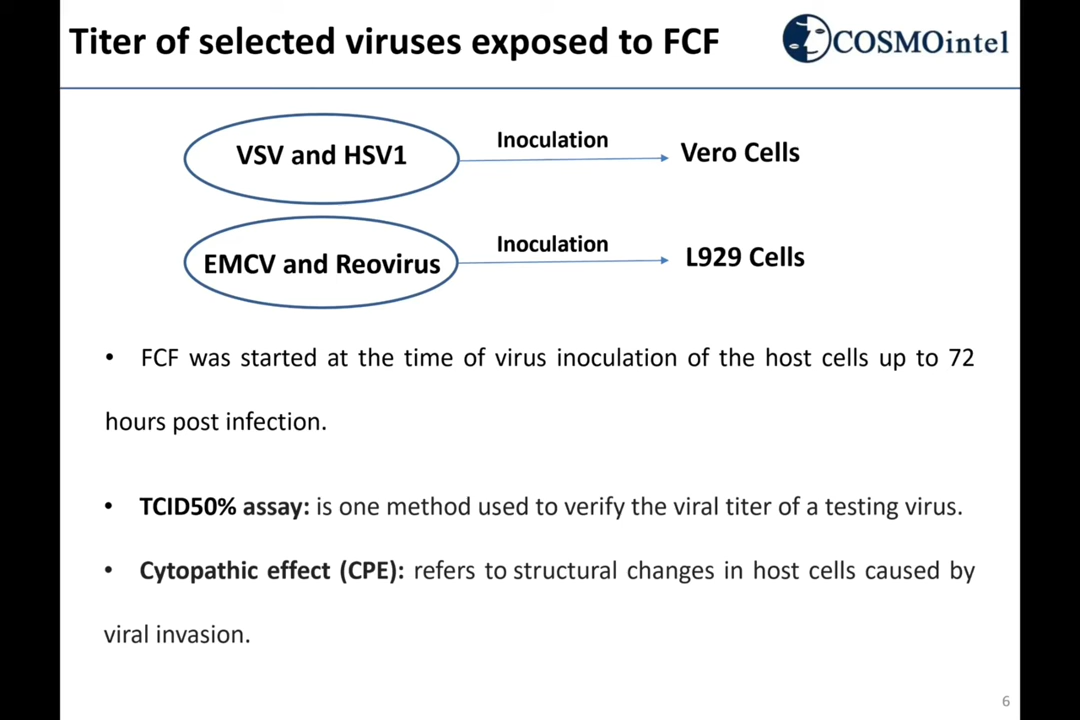 Titer of selected viruses exposed to FCF
COSMOintel
VSV and HSV1
Inoculation
Vero Cells
EMCV and Reovirus
Inoculation
L929 Cells
• FCF was started at the time of virus inoculation of the host cells up to 72
hours post infection.
• TCID50% assay: is one method used to verify the viral titer of a testing virus.
• Cytopathic effect (CPE): refers to structural changes in host cells caused by
viral invasion.
6